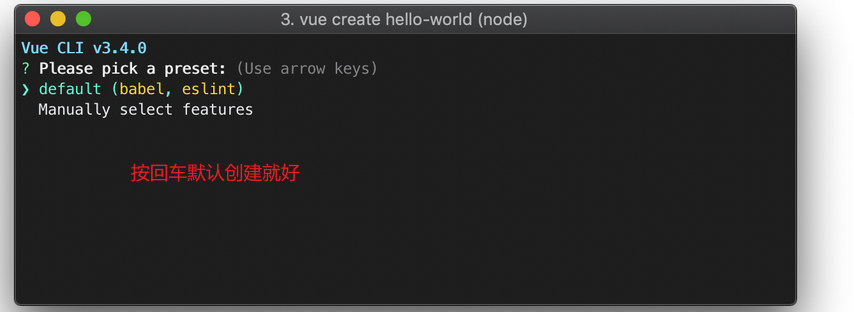 3. vue create hello-world (node)
Vue CLI v3.4.0
? Please pick a preset: (Use arrow keys)
❯ default (babel, eslint)
Manually select features
按回车默认创建就好